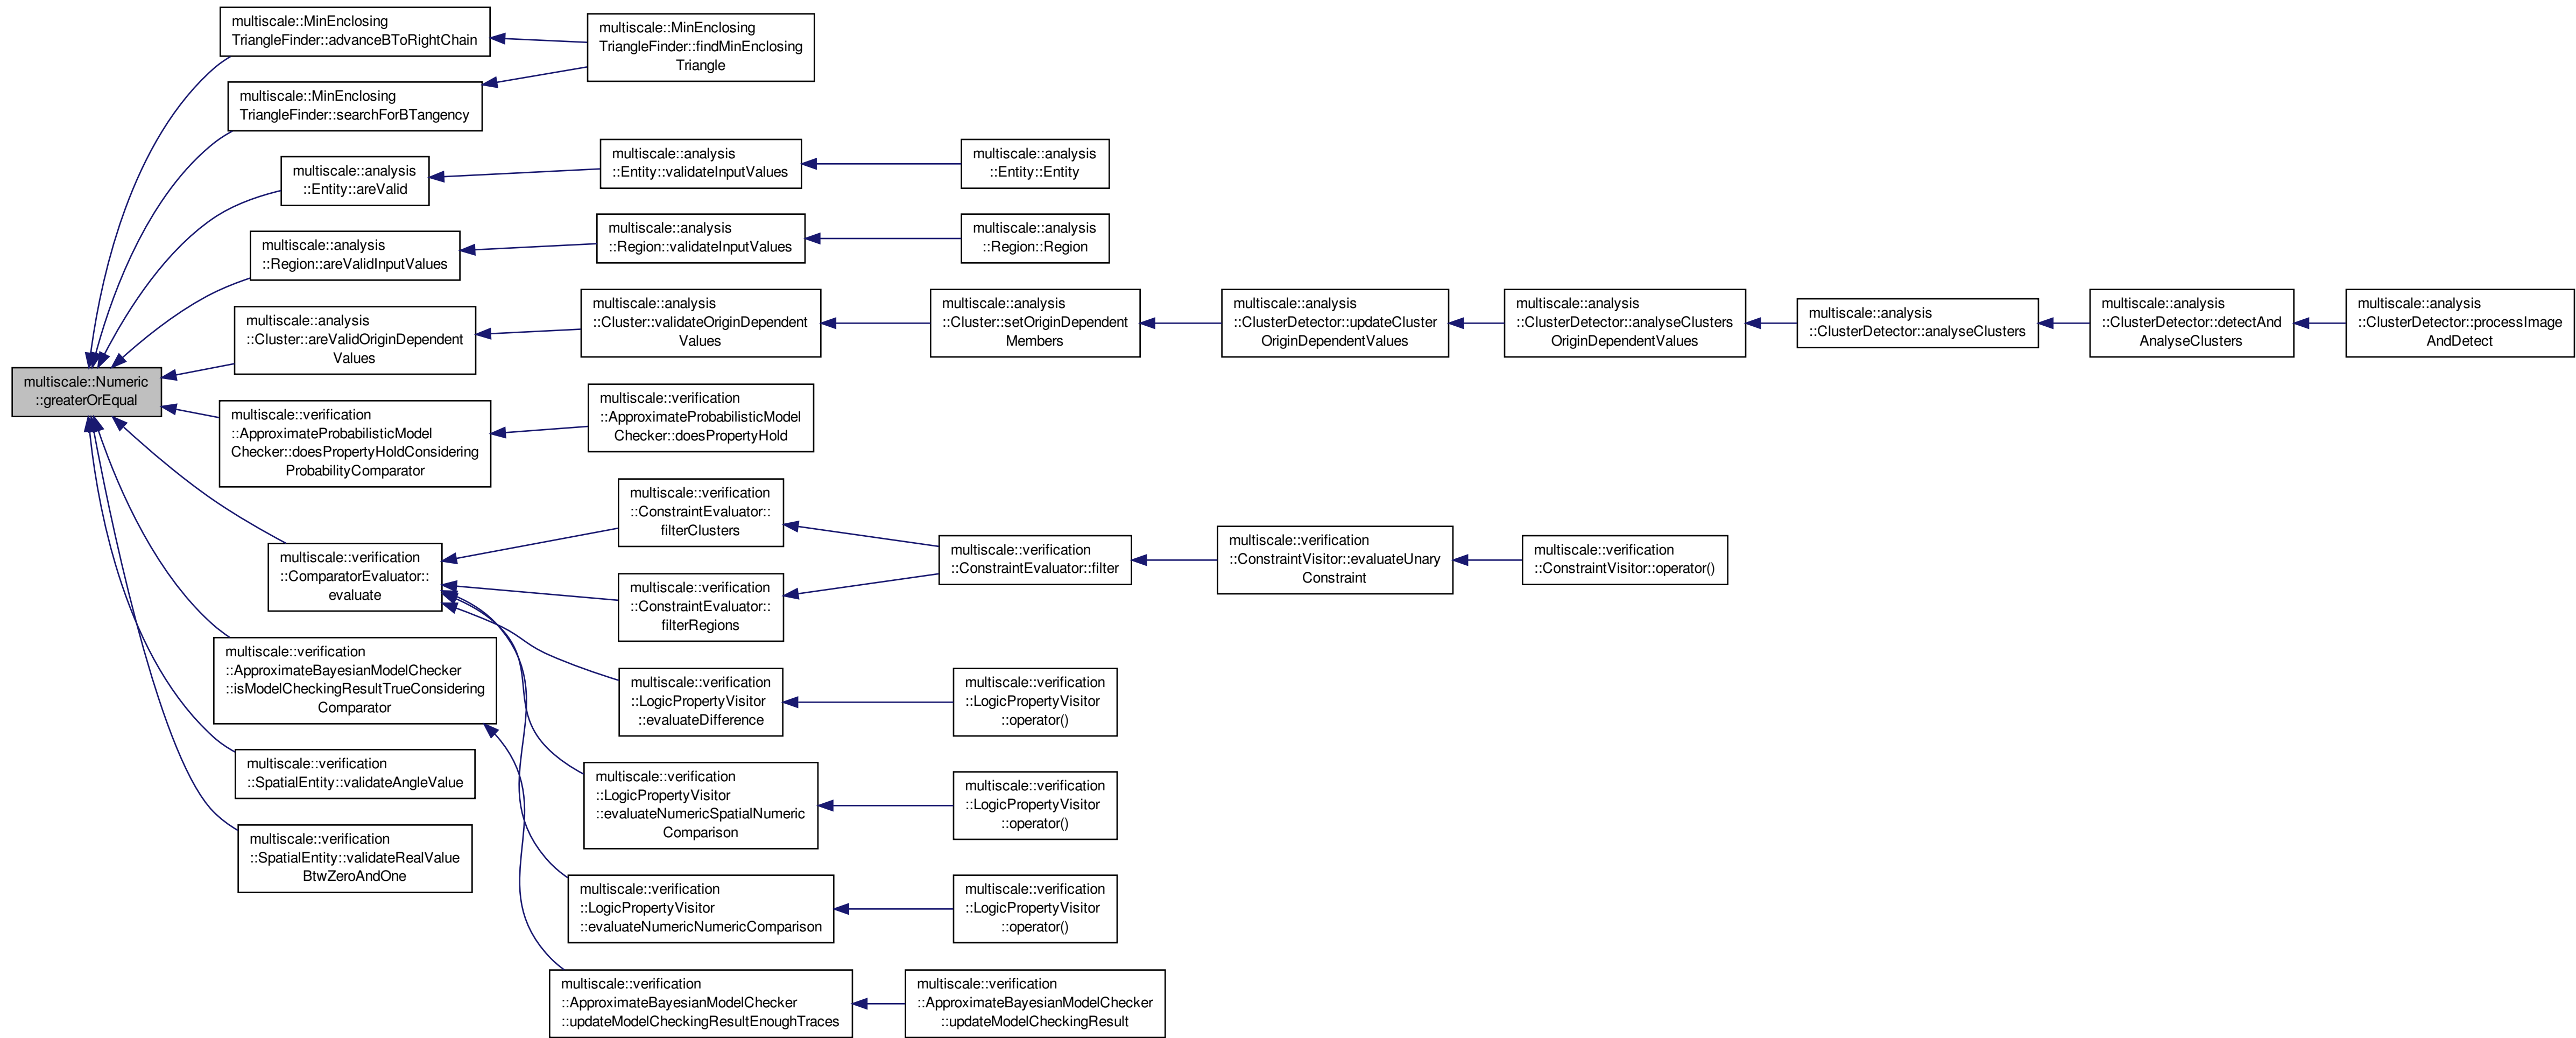 multiscale::MinEnclosing
TriangleFinder::advanceBToRightChain
multiscale::MinEnclosing
TriangleFinder::findMinEnclosing
Triangle
multiscale::MinEnclosing
TriangleFinder::searchForBTangency
multiscale::analysis
::Entity::areValid
multiscale::analysis
::Entity::validateInputValues
multiscale::analysis
::Entity::Entity
multiscale::analysis
::Region::areValidInputValues
multiscale::analysis
::Region::validateInputValues
multiscale::analysis
::Region::Region
multiscale::analysis
::Cluster::areValidOriginDependent
Values
multiscale::analysis
::Cluster::validateOriginDependent
Values
multiscale::analysis
::Cluster::setOriginDependent
Members
multiscale::analysis
::ClusterDetector::updateCluster
OriginDependentValues
multiscale::analysis
::ClusterDetector::analyseClusters
OriginDependentValues
multiscale::analysis
::ClusterDetector::analyseClusters
multiscale::analysis
::ClusterDetector::detectAnd
AnalyseClusters
multiscale::analysis
::ClusterDetector::processImage
AndDetect
multiscale::Numeric
::greaterOrEqual
multiscale::verification
::ApproximateProbabilisticModel
Checker::doesPropertyHoldConsidering
ProbabilityComparator
multiscale::verification
::ApproximateProbabilisticModel
Checker::doesPropertyHold
multiscale::verification
::ComparatorEvaluator::
evaluate
multiscale::verification
::ConstraintEvaluator::
filterClusters
multiscale::verification
::ConstraintEvaluator::
filterRegions
multiscale::verification
::ConstraintEvaluator::filter
multiscale::verification
::ConstraintVisitor::evaluateUnary
Constraint
multiscale::verification
::ConstraintVisitor::operator()
multiscale::verification
::LogicPropertyVisitor
::evaluateDifference
multiscale::verification
::LogicPropertyVisitor
::operator()
multiscale::verification
::ApproximateBayesianModelChecker
::isModelCheckingResultTrueConsidering
Comparator
multiscale::verification
::LogicPropertyVisitor
::evaluateNumericSpatialNumeric
Comparison
multiscale::verification
::LogicPropertyVisitor
::operator()
multiscale::verification
::SpatialEntity::validateAngleValue
multiscale::verification
::SpatialEntity::validateRealValue
BtwZeroAndOne
multiscale::verification
::LogicPropertyVisitor
::evaluateNumericNumericComparison
multiscale::verification
::LogicPropertyVisitor
::operator()
multiscale::verification
::ApproximateBayesianModelChecker
::updateModelCheckingResultEnoughTraces
multiscale::verification
::ApproximateBayesianModelChecker
::updateModelCheckingResult